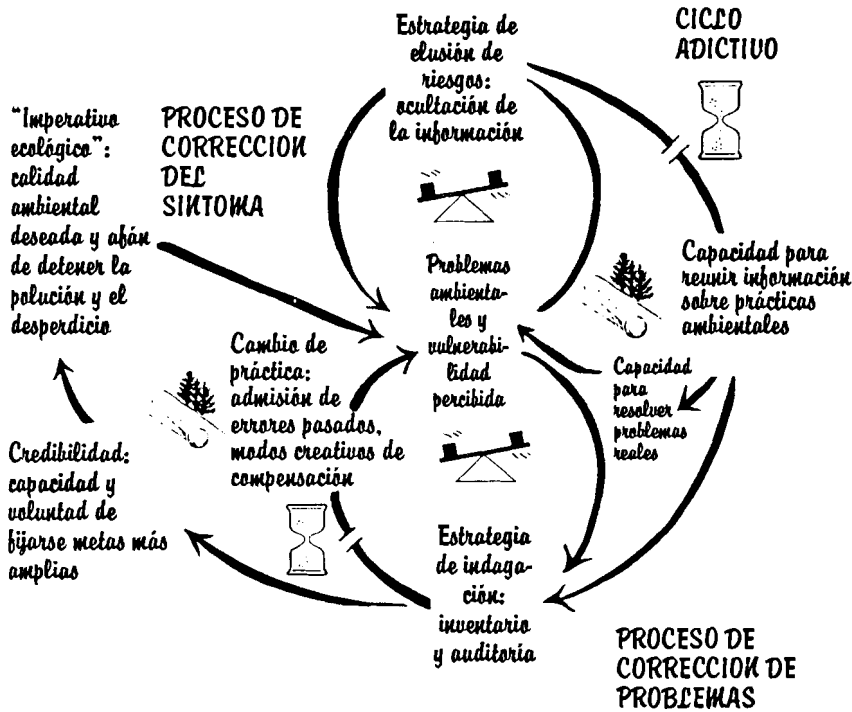 Estrategia de
elusión de
riesgos:
ocultación de
la información
CICLO
ADICTIVO
"Imperativo
ecológico":
calidad
ambiental
deseada y afán
de detener la
polución y el
desperdicio
PROCESO DE
CORRECCION
DEL
SINTOMA
Problemas
ambienta-
les y
vulnerabi-
lidad
percibida
Capacidad para
reunir información
sobre prácticas
ambientales
Cambio de
práctica:
admisión de
errores pasados,
modos creativos de
compensación
Capacidad
para
resolver
problemas
reales
Credibilidad:
capacidad y
voluntad de
fijarse metas más
amplias
Estrategia
de indaga-
ción:
inventario
y auditoría
PROCESO DE
CORRECCION DE
PROBLEMAS